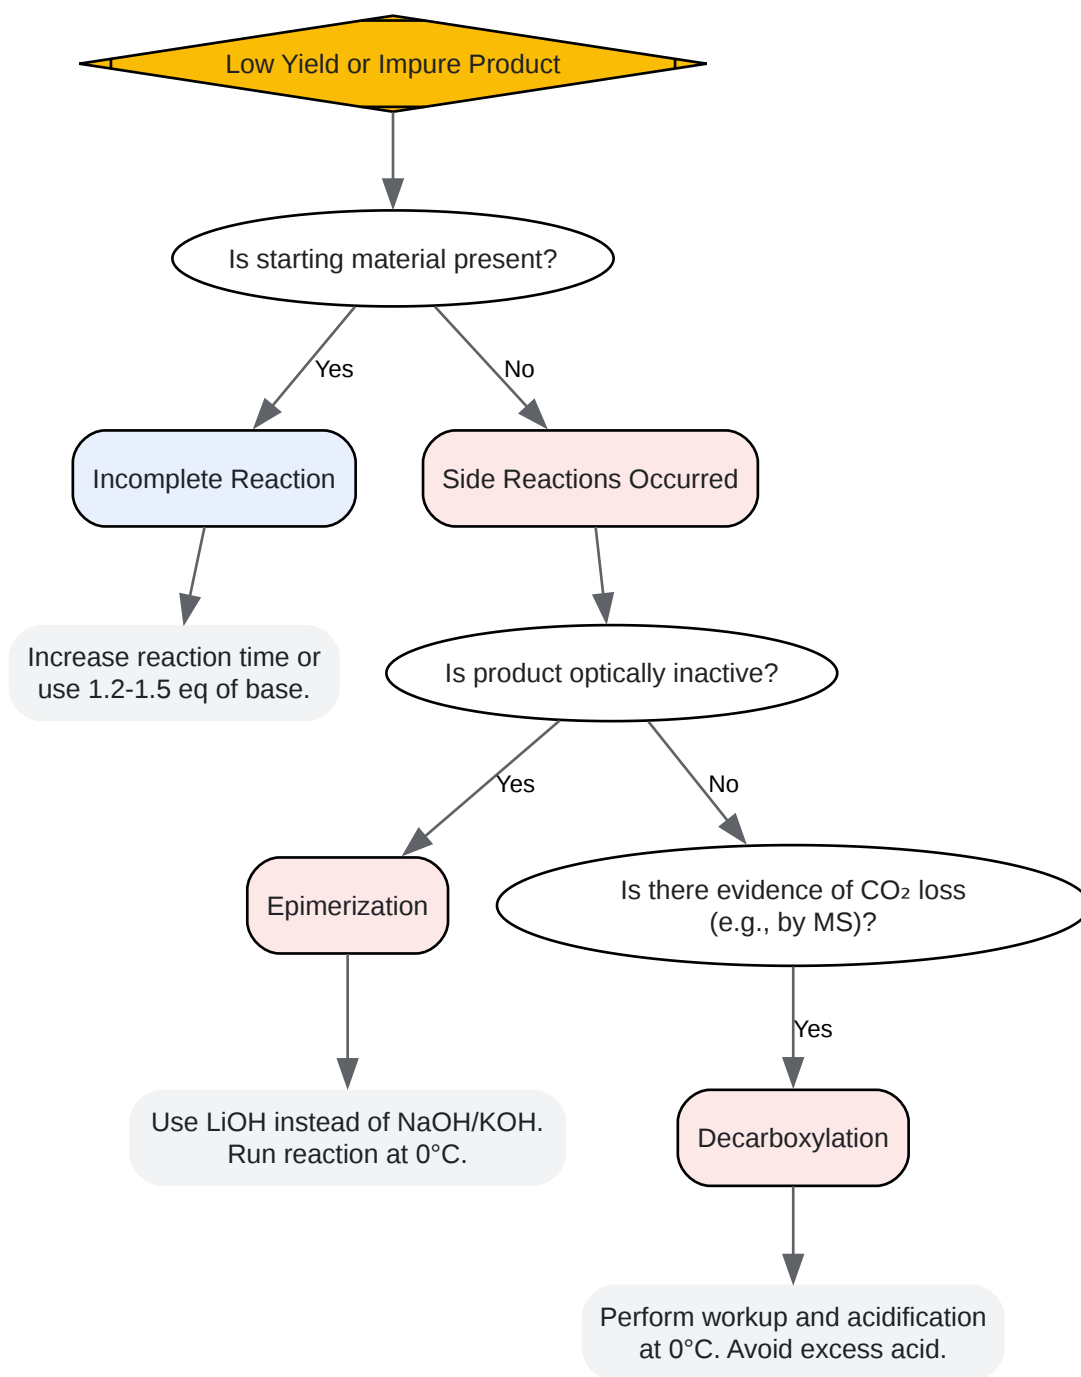 Low Yield or Impure Product
Is starting material present?
Yes
No
Incomplete Reaction
Side Reactions Occurred
Increase reaction time or
use 1.2-1.5 eq of base.
Is product optically inactive?
Yes
No
Epimerization
Is there evidence of CO₂ loss
(e.g., by MS)?
Yes
Use LiOH instead of NaOH/KOH.
Run reaction at 0°C.
Decarboxylation
Perform workup and acidification
at 0°C. Avoid excess acid.